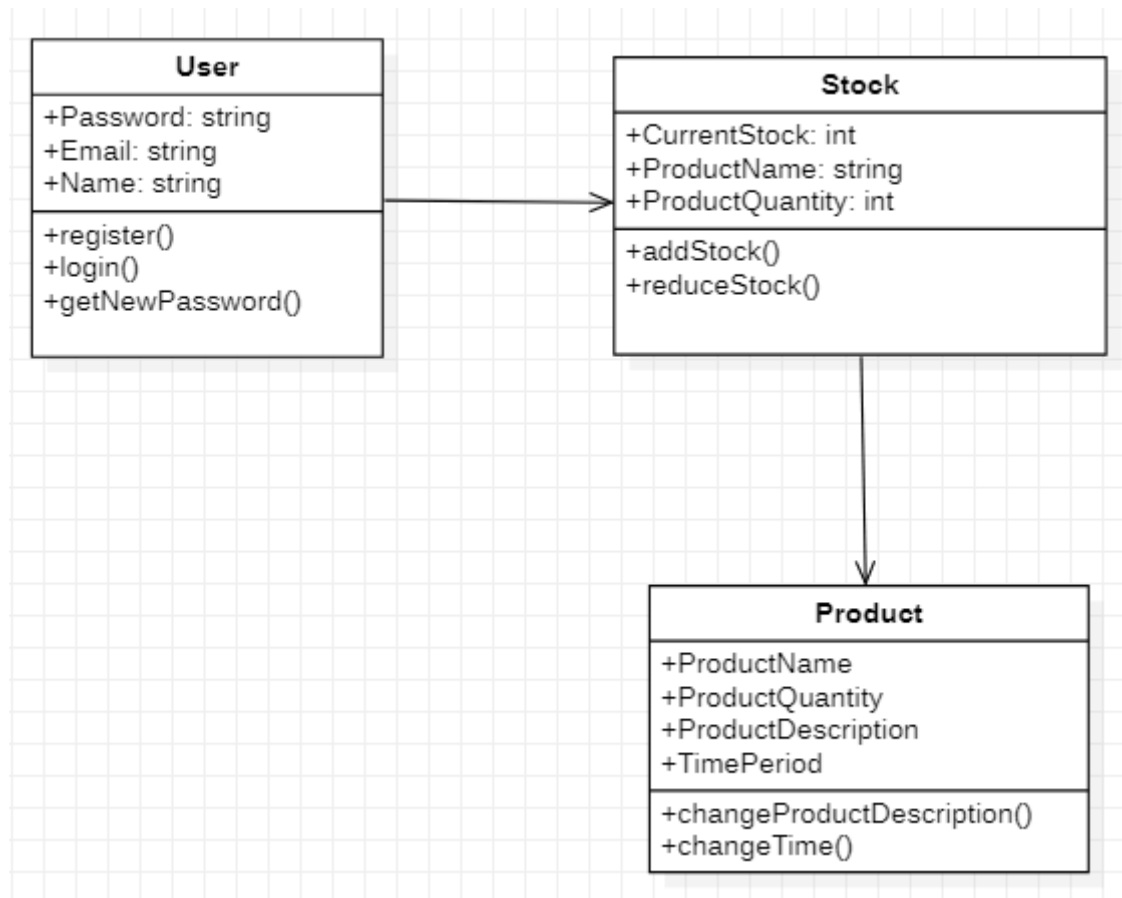 User
+Password: string
+Email: string
+Name: string
+register()
+login()
+getNewPassword()
Stock
+CurrentStock: int
+ProductName: string
+ProductQuantity: int
+addStock()
+reduceStock()
Product
+ProductName
+ProductQuantity
+ProductDescription
+TimePeriod
+changeProductDescription()
+changeTime()